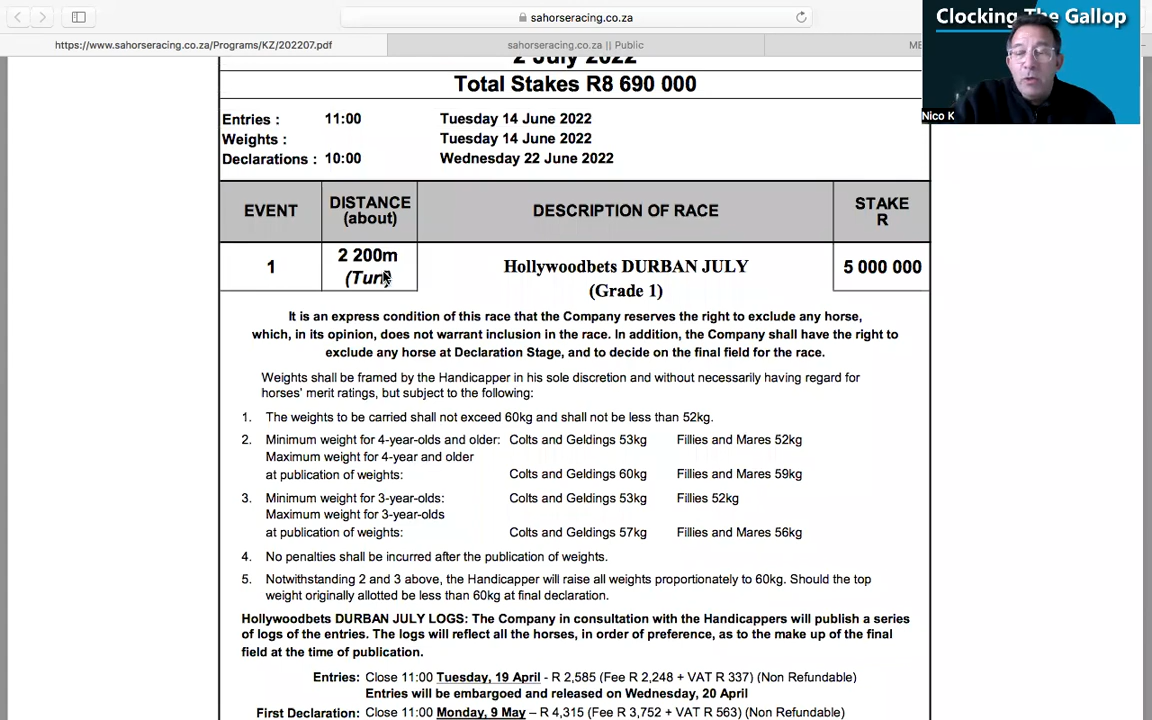 sahorseracing.co.za
https://www.sahorseracing.co.za/Programs/KZ/202207.pdf
sahorseracing.co.za || Public
ME
Clocking The Gallop
Nico K
2 July 2022
Total Stakes R8 690 000
Entries : 11:00 Tuesday 14 June 2022
Weights : Tuesday 14 June 2022
Declarations : 10:00 Wednesday 22 June 2022
EVENT
DISTANCE
(about)
DESCRIPTION OF RACE
STAKE
R
1
2 200m
(Turf)
Hollywoodbets DURBAN JULY
(Grade 1)
5 000 000
It is an express condition of this race that the Company reserves the right to exclude any horse,
which, in its opinion, does not warrant inclusion in the race. In addition, the Company shall have the right to
exclude any horse at Declaration Stage, and to decide on the final field for the race.
Weights shall be framed by the Handicapper in his sole discretion and without necessarily having regard for
horses' merit ratings, but subject to the following:
1. The weights to be carried shall not exceed 60kg and shall not be less than 52kg.
2. Minimum weight for 4-year-olds and older: Colts and Geldings 53kg Fillies and Mares 52kg
Maximum weight for 4-year and older
at publication of weights: Colts and Geldings 60kg Fillies and Mares 59kg
3. Minimum weight for 3-year-olds: Colts and Geldings 53kg Fillies 52kg
Maximum weight for 3-year-olds
at publication of weights: Colts and Geldings 57kg Fillies and Mares 56kg
4. No penalties shall be incurred after the publication of weights.
5. Notwithstanding 2 and 3 above, the Handicapper will raise all weights proportionately to 60kg. Should the top
weight originally allotted be less than 60kg at final declaration.
Hollywoodbets DURBAN JULY LOGS: The Company in consultation with the Handicappers will publish a series
of logs of the entries. The logs will reflect all the horses, in order of preference, as to the make up of the final
field at the time of publication.
Entries: Close 11:00 Tuesday, 19 April - R 2,585 (Fee R 2,248 + VAT R 337) (Non Refundable)
Entries will be embargoed and released on Wednesday, 20 April
First Declaration: Close 11:00 Monday, 9 May – R 4,315 (Fee R 3,752 + VAT R 563) (Non Refundable)